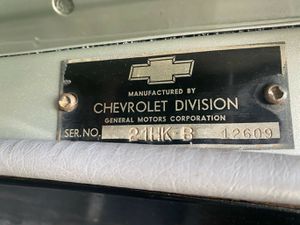 MANUFACTURED BY
CHEVROLET DIVISION
GENERAL MOTORS CORPORATION
SER. NO. 21HK B 12609